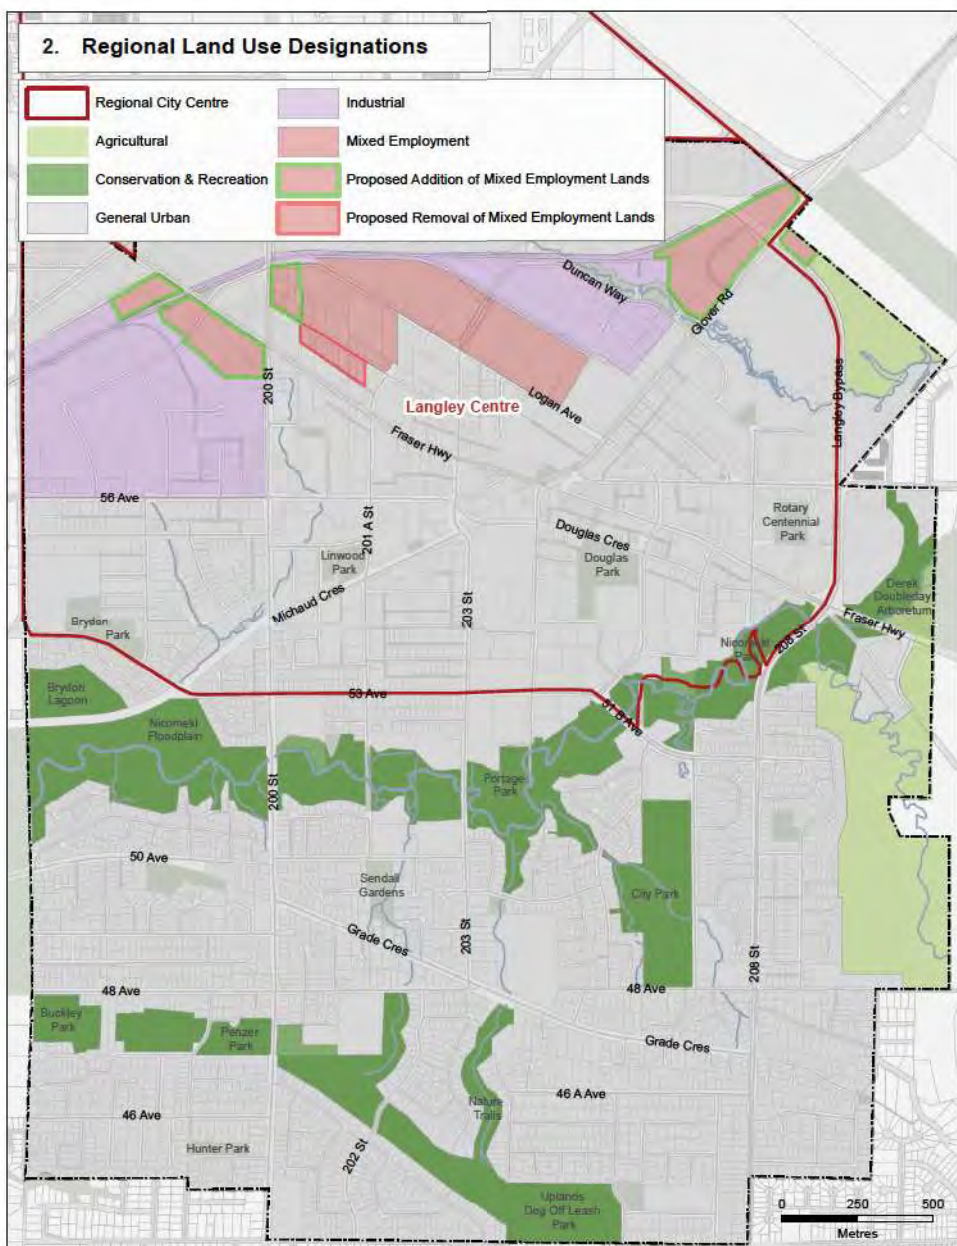 2. Regional Land Use Designations
Regional City Centre
Industrial
Agricultural
Mixed Employment
Conservation & Recreation
Proposed Addition of Mixed Employment Lands
General Urban
Proposed Removal of Mixed Employment Lands
Duncan Way
Glover Rd
200 St
Langley Bypass
Logan Ave
Langley Centre
Fraser Hwy
56 Ave
201 A St
Rotary
Centennial
Park
Douglas Cres
Linwood
Park
Douglas
Park
Michaud Cres
203 St
Derek
Doubleday
Arboretum
Brydon
Park
Fraser Hwy
Nicomekl
Park
208 St
Brydon
Lagoon
53 Ave
51 B Ave
Nicomekl
Floodplain
Portage
Park
200 St
50 Ave
Sendall
Gardens
City Park
Grade Cres
203 St
208 St
48 Ave
48 Ave
Buckley
Park
Penzer
Park
Grade Cres
46 A Ave
Nature
Trails
46 Ave
Hunter Park
202 St
Uplands
Dog Off Leash
Park
0 250 500
Metres